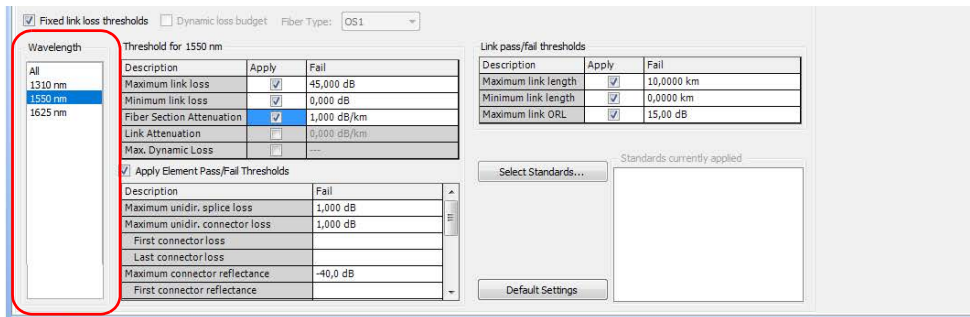 Fixed link loss thresholds Dynamic loss budget Fiber Type: OS1
Wavelength
All
1310 nm
1550 nm
1625 nm
Threshold for 1550 nm
Description Apply Fail
Maximum link loss 45,000 dB
Minimum link loss 0,000 dB
Fiber Section Attenuation 1,000 dB/km
Link Attenuation 0,000 dB/km
Max. Dynamic Loss ---
Apply Element Pass/Fail Thresholds
Description Fail
Maximum unidir. splice loss 1,000 dB
Maximum unidir. connector loss 1,000 dB
First connector loss
Last connector loss
Maximum connector reflectance -40,0 dB
First connector reflectance
Link pass/fail thresholds
Description Apply Fail
Maximum link length 10,0000 km
Minimum link length 0,0000 km
Maximum link ORL 15,00 dB
Select Standards...
Standards currently applied
Default Settings